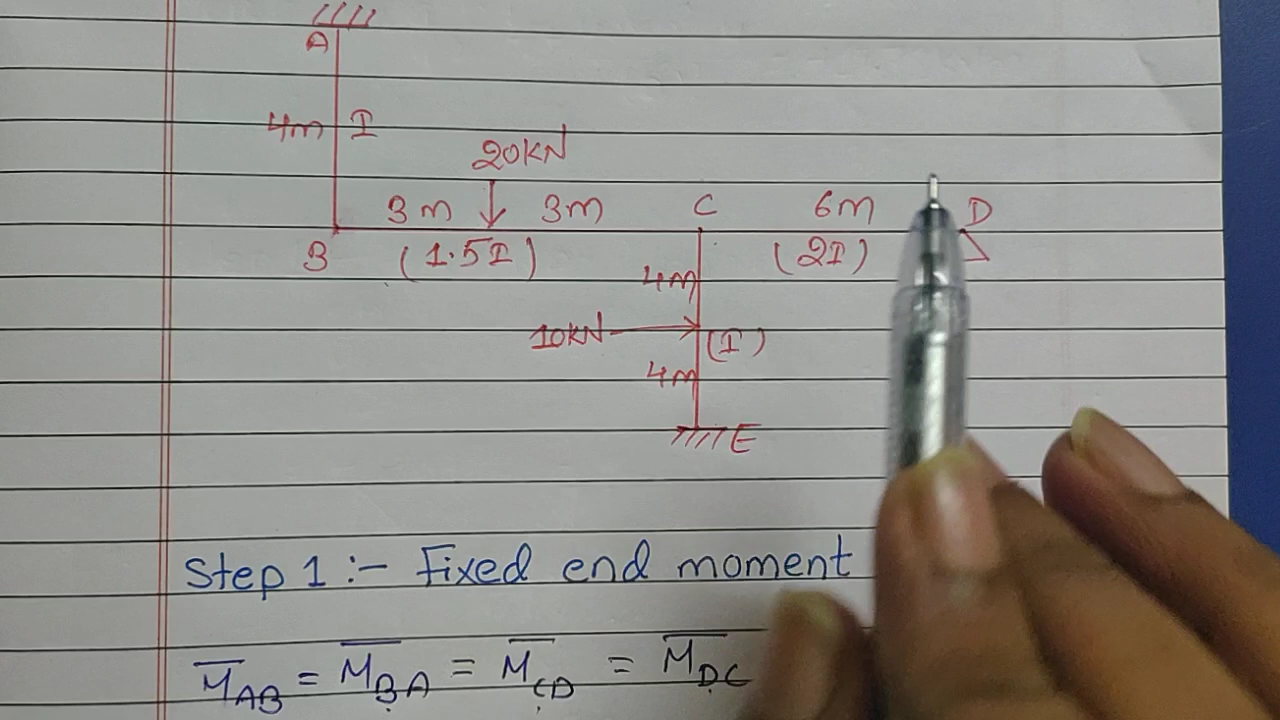 A
4m I
20KN
3m 3m C 6m D
B (1.5I) (2I)
4m
10KN (I)
4m
E
Step 1 :- Fixed end moment
M̅AB = M̅BA = M̅CD = M̅DC